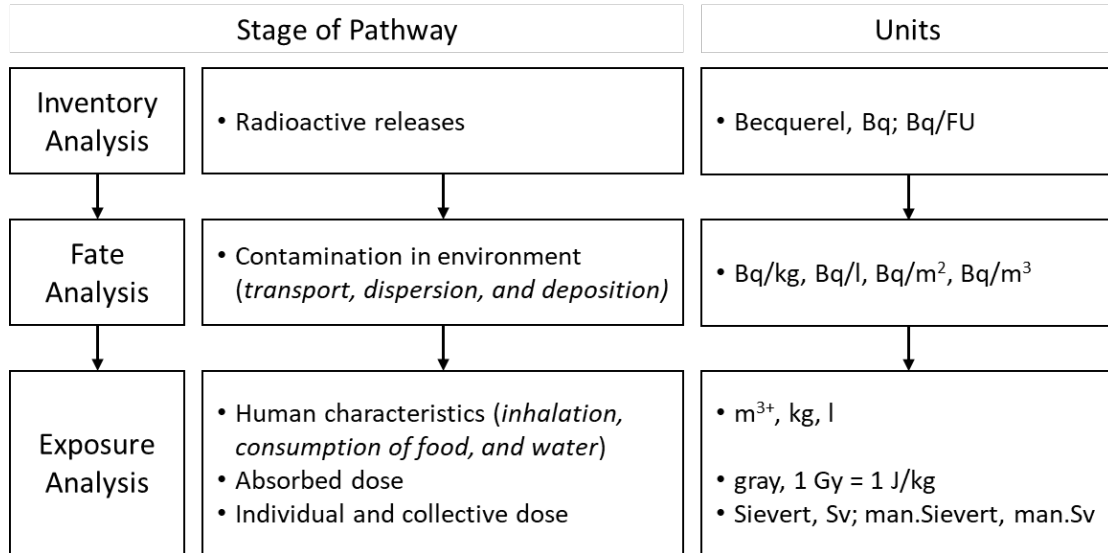 Stage of Pathway
Units
Inventory
Analysis
• Radioactive releases
• Becquerel, Bq; Bq/FU
Fate
Analysis
• Contamination in environment
(transport, dispersion, and deposition)
• Bq/kg, Bq/l, Bq/m², Bq/m³
Exposure
Analysis
• Human characteristics (inhalation,
consumption of food, and water)
• Absorbed dose
• Individual and collective dose
• m³⁺, kg, l
• gray, 1 Gy = 1 J/kg
• Sievert, Sv; man.Sievert, man.Sv